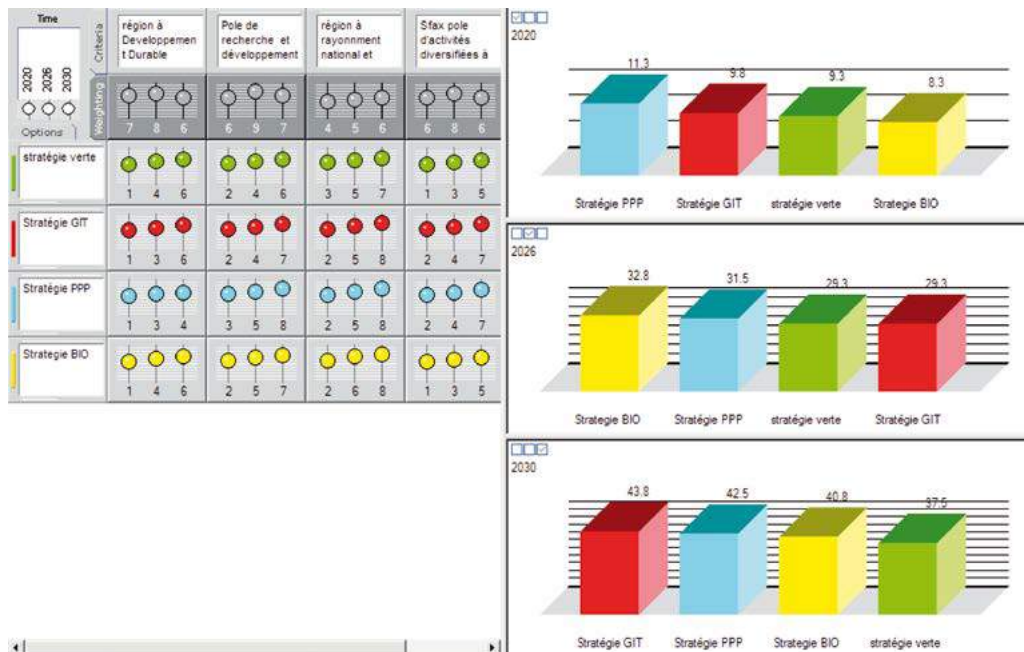 Time
2020 2026 2030
Options
Criteria
Weighting
région à
Developpemen
t Durable
Pole de
recherche et
développement
région à
rayonnment
national et
Sfax pole
d'activités
diversifiées à
7 8 6
6 9 7
4 5 6
6 8 6
stratégie verte
1 4 6
2 4 6
3 5 7
1 3 5
Stratégie GIT
1 3 6
2 4 7
2 5 8
2 4 7
Stratégie PPP
1 3 4
3 5 8
2 5 8
2 4 7
Strategie BIO
1 4 6
2 5 7
2 6 8
1 3 5
2020
11.3 9.8 9.3 8.3
Stratégie PPP Stratégie GIT stratégie verte Strategie BIO
2026
32.8 31.5 29.3 29.3
Strategie BIO Stratégie PPP stratégie verte Stratégie GIT
2030
43.8 42.5 40.8 37.5
Stratégie GIT Stratégie PPP Strategie BIO stratégie verte